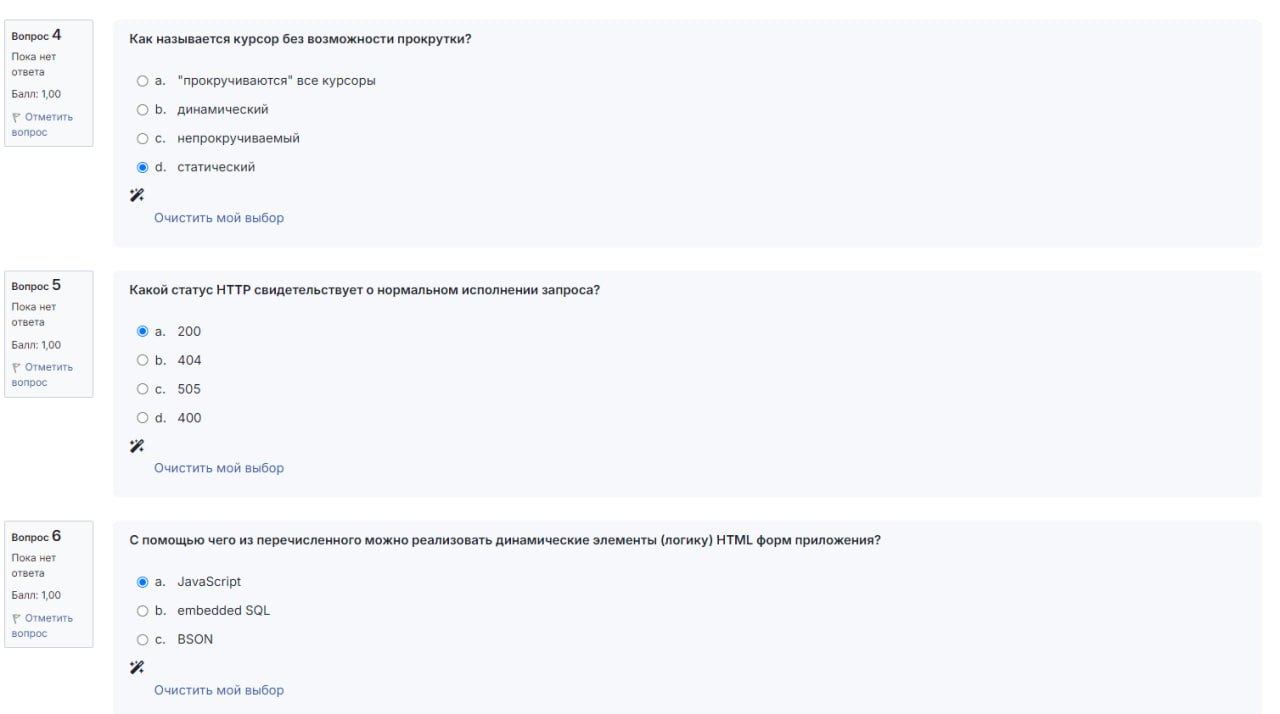 Вопрос 4
Пока нет
ответа
Балл: 1,00
Отметить
вопрос
Как называется курсор без возможности прокрутки?
a. "прокручиваются" все курсоры
b. динамический
c. непрокручиваемый
d. статический
Очистить мой выбор
Вопрос 5
Пока нет
ответа
Балл: 1,00
Отметить
вопрос
Какой статус HTTP свидетельствует о нормальном исполнении запроса?
a. 200
b. 404
c. 505
d. 400
Очистить мой выбор
Вопрос 6
Пока нет
ответа
Балл: 1,00
Отметить
вопрос
С помощью чего из перечисленного можно реализовать динамические элементы (логику) HTML форм приложения?
a. JavaScript
b. embedded SQL
c. BSON
Очистить мой выбор